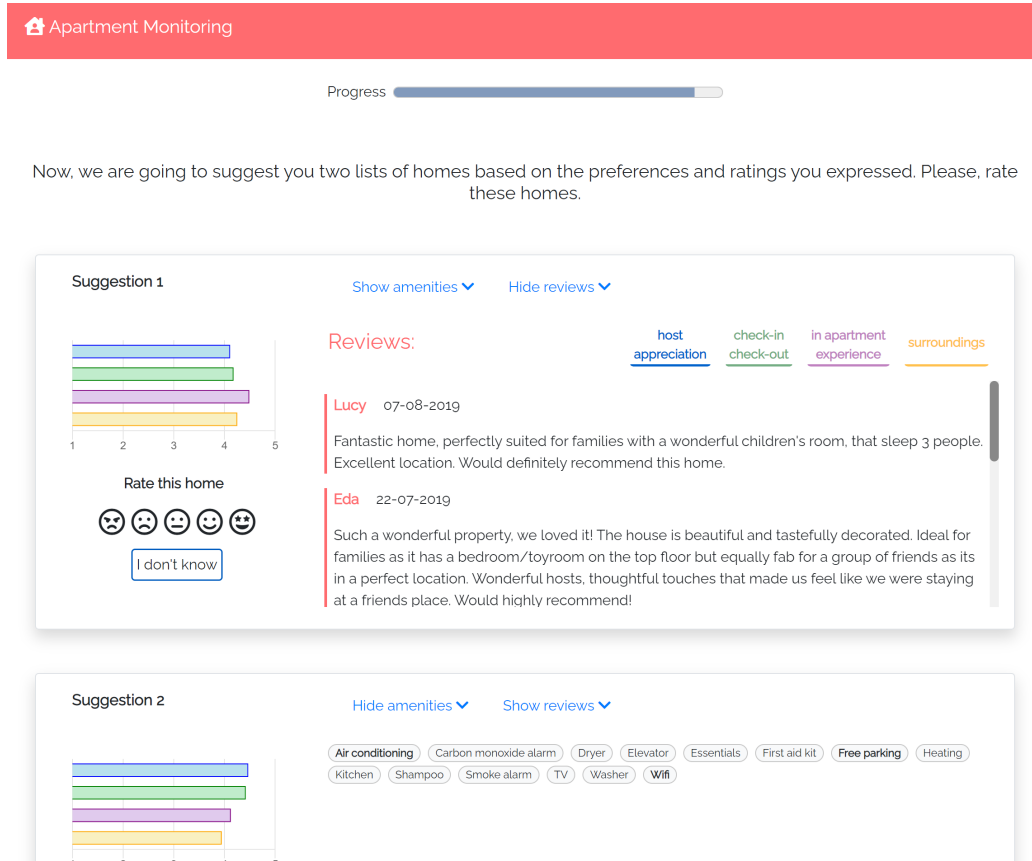 Apartment Monitoring
Progress
Now, we are going to suggest you two lists of homes based on the preferences and ratings you expressed. Please, rate
these homes.
Suggestion 1
Show amenities
Hide reviews
Reviews:
host
appreciation
check-in
check-out
in apartment
experience
surroundings
1 2 3 4 5
Rate this home
I don't know
Lucy 07-08-2019
Fantastic home, perfectly suited for families with a wonderful children's room, that sleep 3 people.
Excellent location. Would definitely recommend this home.
Eda 22-07-2019
Such a wonderful property, we loved it! The house is beautiful and tastefully decorated. Ideal for
families as it has a bedroom/toyroom on the top floor but equally fab for a group of friends as its
in a perfect location. Wonderful hosts, thoughtful touches that made us feel like we were staying
at a friends place. Would highly recommend!
Suggestion 2
Hide amenities
Show reviews
Air conditioning Carbon monoxide alarm Dryer Elevator Essentials First aid kit Free parking Heating
Kitchen Shampoo Smoke alarm TV Washer Wifi